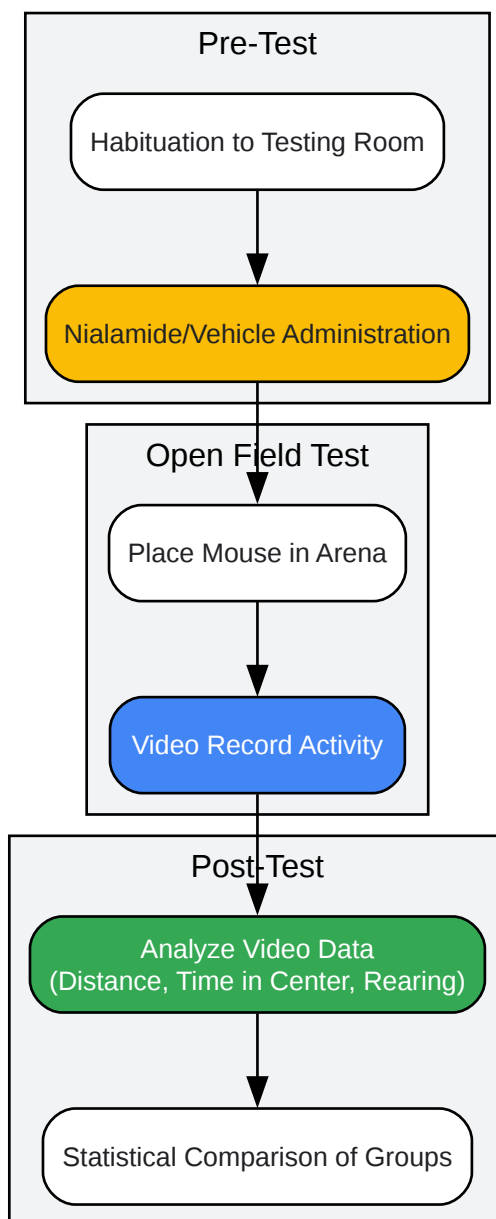 Pre-Test
Habituation to Testing Room
Nialamide/Vehicle Administration
Open Field Test
Place Mouse in Arena
Video Record Activity
Post-Test
Analyze Video Data
(Distance, Time in Center, Rearing)
Statistical Comparison of Groups